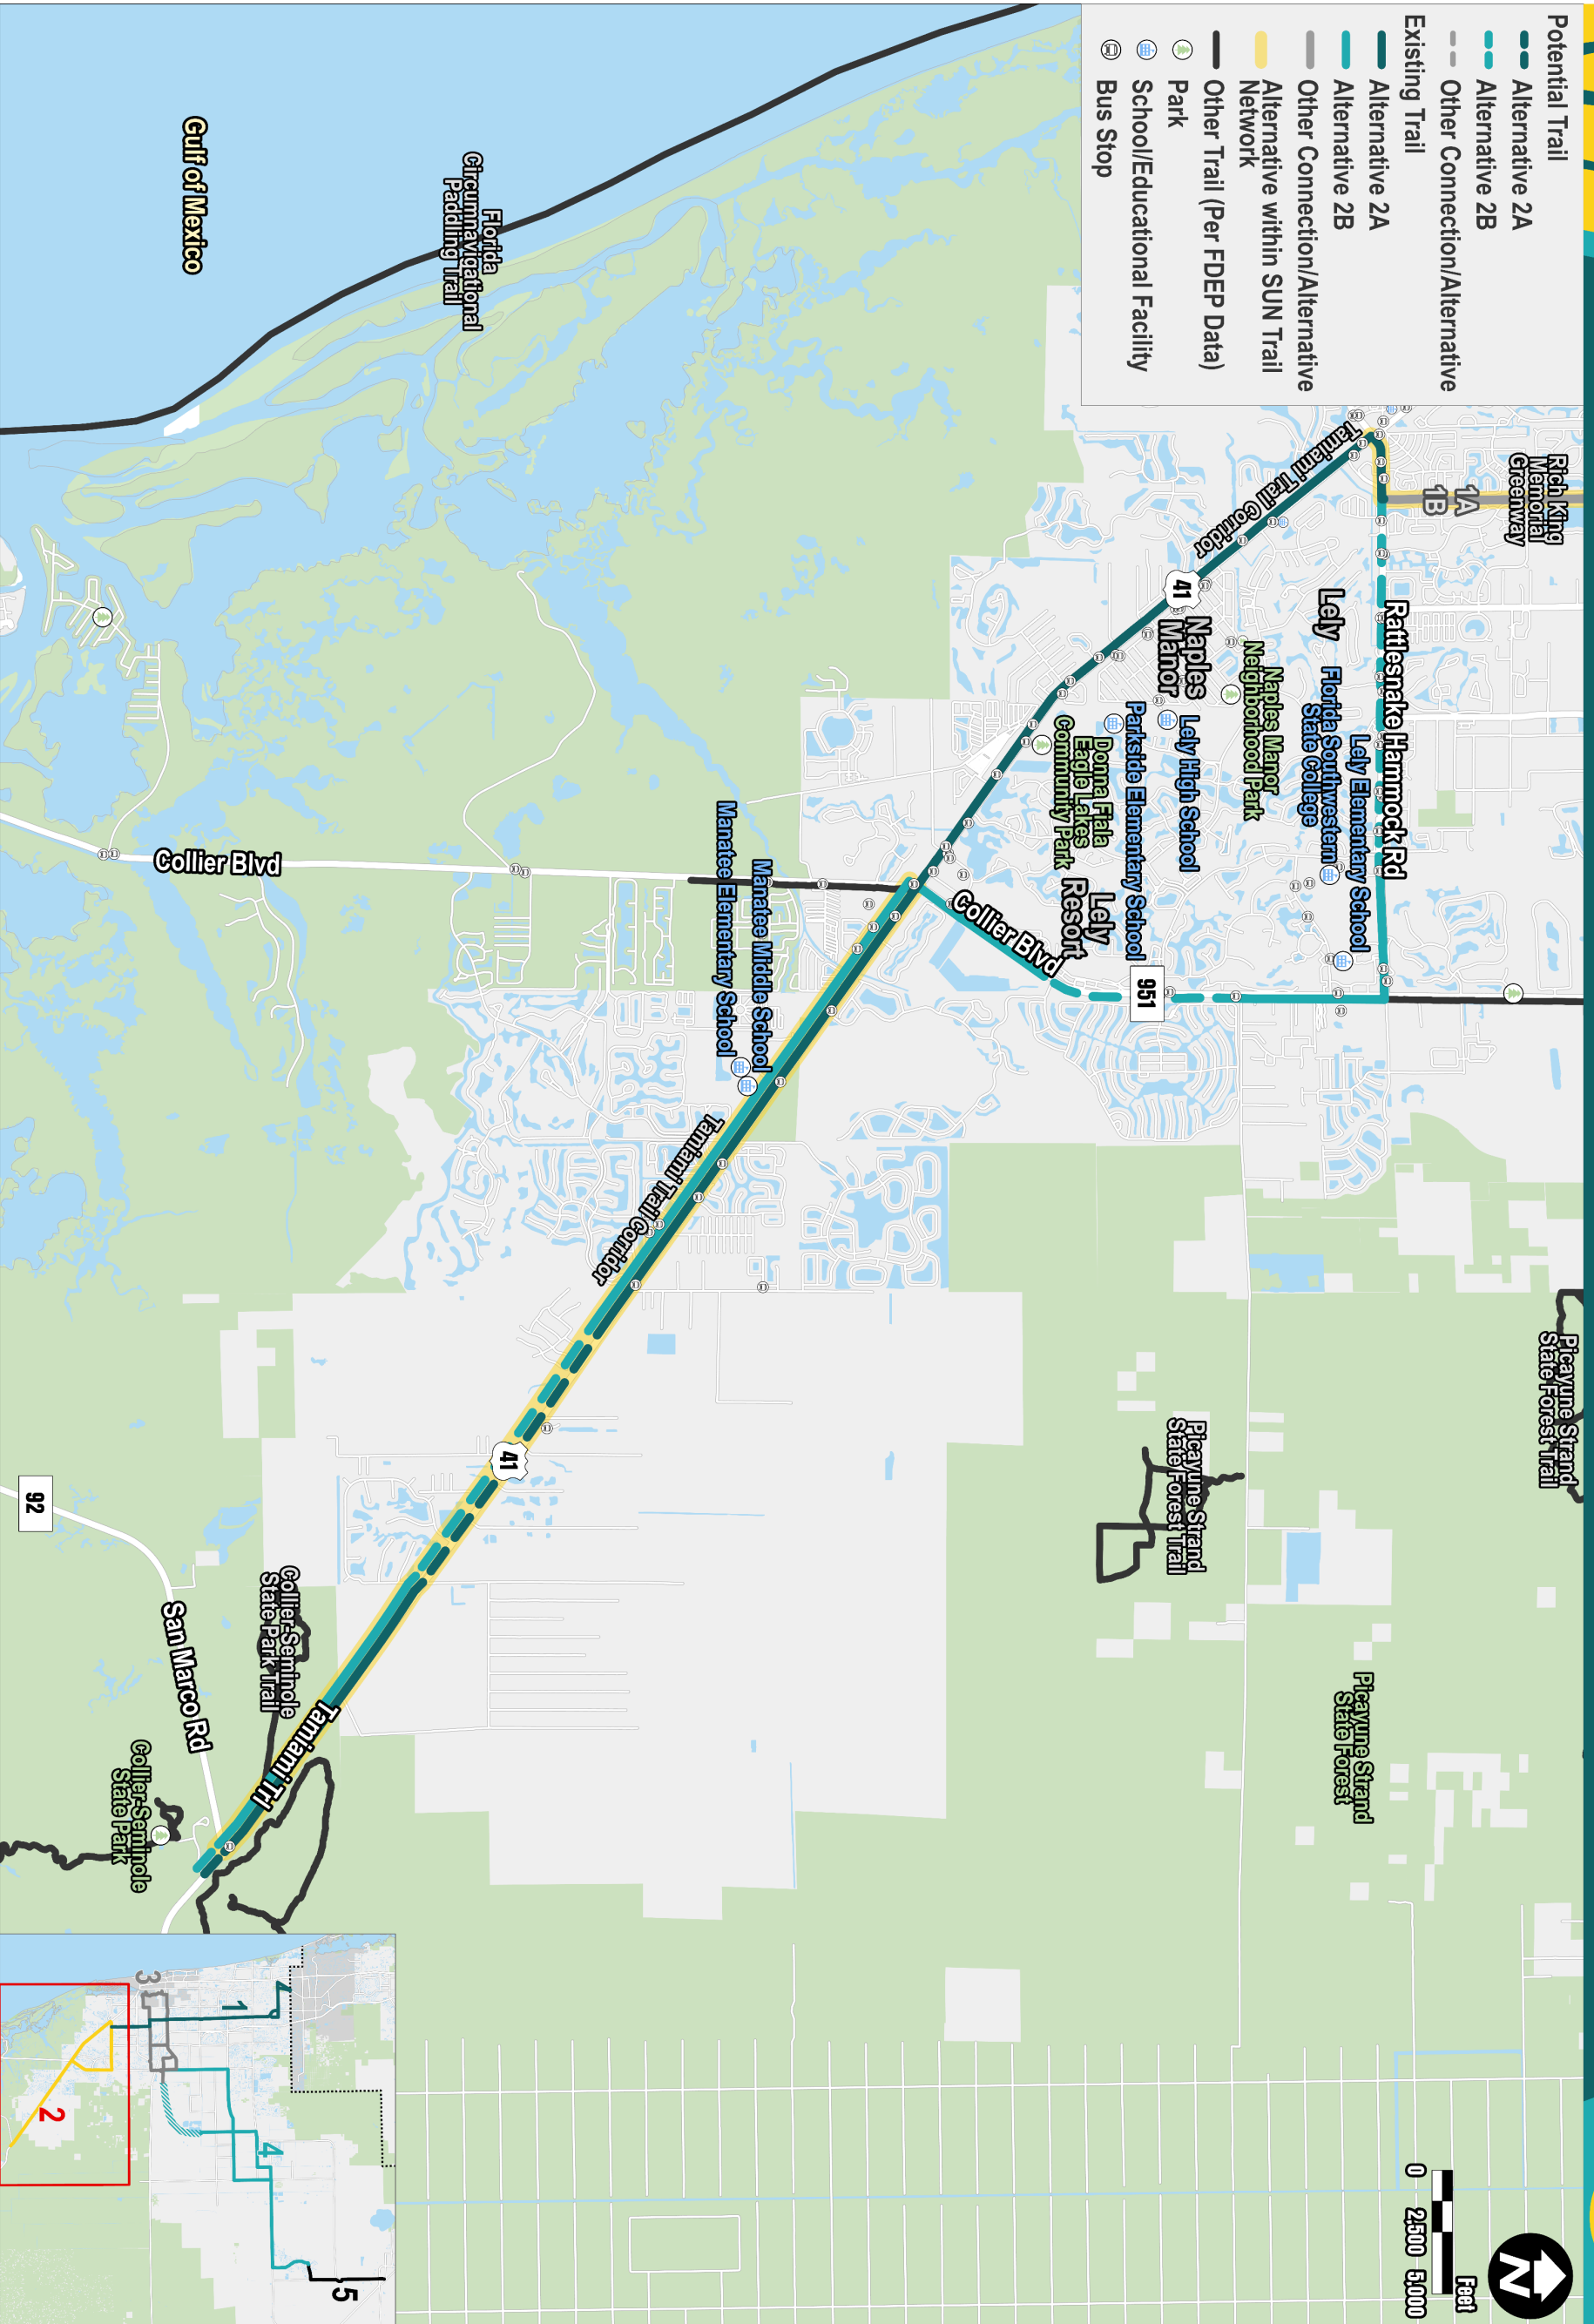 Potential Trail
Alternative 2A
Alternative 2B
Other Connection/Alternative
Existing Trail
Alternative 2A
Alternative 2B
Other Connection/Alternative
Alternative within SUN Trail
Network
Other Trail (Per FDEP Data)
Park
School/Educational Facility
Bus Stop
Rich King
Memorial
Greenway
1A
1B
Rattlesnake Hammock Rd
Tamiami Trail Corridor
41
Lely
Lely Elementary School
Florida Southwestern
State College
Naples Manor
Neighborhood Park
Naples
Manor
Lely High School
Parkside Elementary School
Donna Fiala
Eagle Lakes
Community Park
Lely
Resort
Collier Blvd
951
Manatee Middle School
Manatee Elementary School
Collier Blvd
Florida
Circumnavigational
Paddling Trail
Gulf of Mexico
Tamiami Trail Corridor
41
Picayune Strand
State Forest Trail
Picayune Strand
State Forest Trail
Picayune Strand
State Forest
Collier-Seminole
State Park Trail
Tamiami Trl
San Marco Rd
92
Collier-Seminole
State Park
N
Feet
0 2,500 5,000
1
2
3
4
5